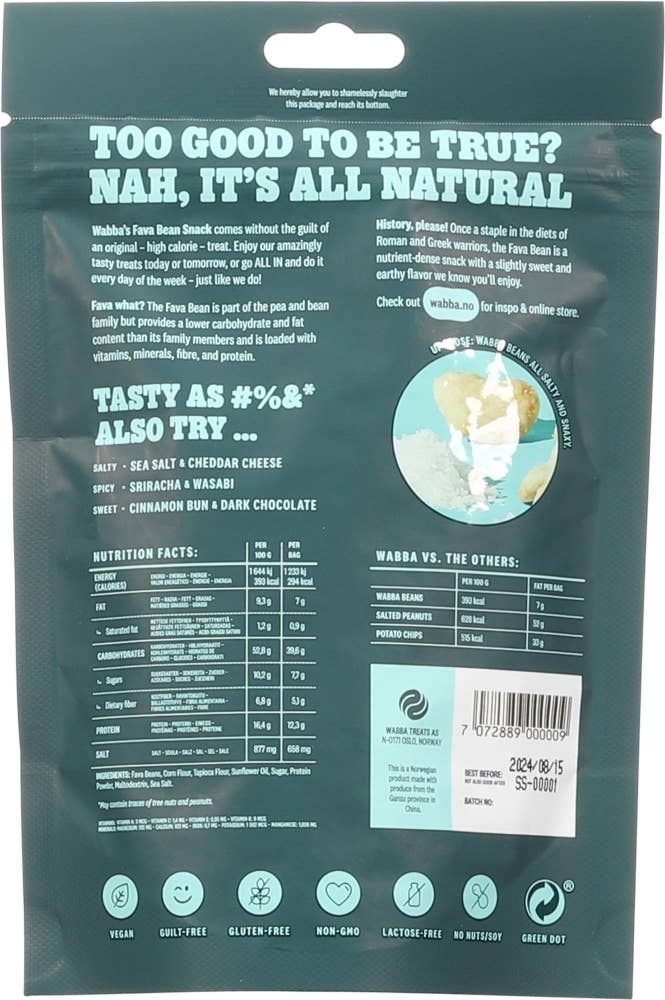 We hereby allow you to shamelessly slaughter
this package and reach its bottom.
TOO GOOD TO BE TRUE?
NAH, IT'S ALL NATURAL
Wabba's Fava Bean Snack comes without the guilt of
an original – high calorie – treat. Enjoy our amazingly
tasty treats today or tomorrow, or go ALL IN and do it
every day of the week – just like we do!
Fava what? The Fava Bean is part of the pea and bean
family but provides a lower carbohydrate and fat
content than its family members and is loaded with
vitamins, minerals, fibre, and protein.
History, please! Once a staple in the diets of
Roman and Greek warriors, the Fava Bean is a
nutrient-dense snack with a slightly sweet and
earthy flavor we know you'll enjoy.
Check out wabba.no for inspo & online store.
BEANS ALL SALTY AND SNAXY.
TASTY AS #%&*
ALSO TRY ...
SALTY • SEA SALT & CHEDDAR CHEESE
SPICY • SRIRACHA & WASABI
SWEET • CINNAMON BUN & DARK CHOCOLATE
NUTRITION FACTS: PER 100 G PER BAG
ENERGY (CALORIES) 1 644 kj 393 kcal 1 233 kj 294 kcal
FAT 9,3 g 7 g
Saturated fat 1,2 g 0,9 g
CARBOHYDRATES 52,8 g 39,6 g
Sugars 10,2 g 7,7 g
Dietary fiber 6,8 g 5,1 g
PROTEIN 16,4 g 12,3 g
SALT SALT - SUOLA - SALZ - SAL - SEL - SALE 877 mg 658 mg
INGREDIENTS: Fava Beans, Corn Flour, Tapioca Flour, Sunflower Oil, Sugar, Protein
Powder, Maltodextrin, Sea Salt.
*May contain traces of tree nuts and peanuts.
WABBA VS. THE OTHERS:
PER 100 G FAT PER BAG
WABBA BEANS 393 kcal 7 g
SALTED PEANUTS 628 kcal 52 g
POTATO CHIPS 515 kcal 33 g
WABBA TREATS AS
N-0171 OSLO, NORWAY
This is a Norwegian
product made with
produce from the
Gansu province in
China.
7 072889 000009
BEST BEFORE: 2024/08/15
NOT ALSO GOOD AFTER SS-00001
BATCH NO:
VEGAN
GUILT-FREE
GLUTEN-FREE
NON-GMO
LACTOSE-FREE
NO NUTS/SOY
GREEN DOT
®